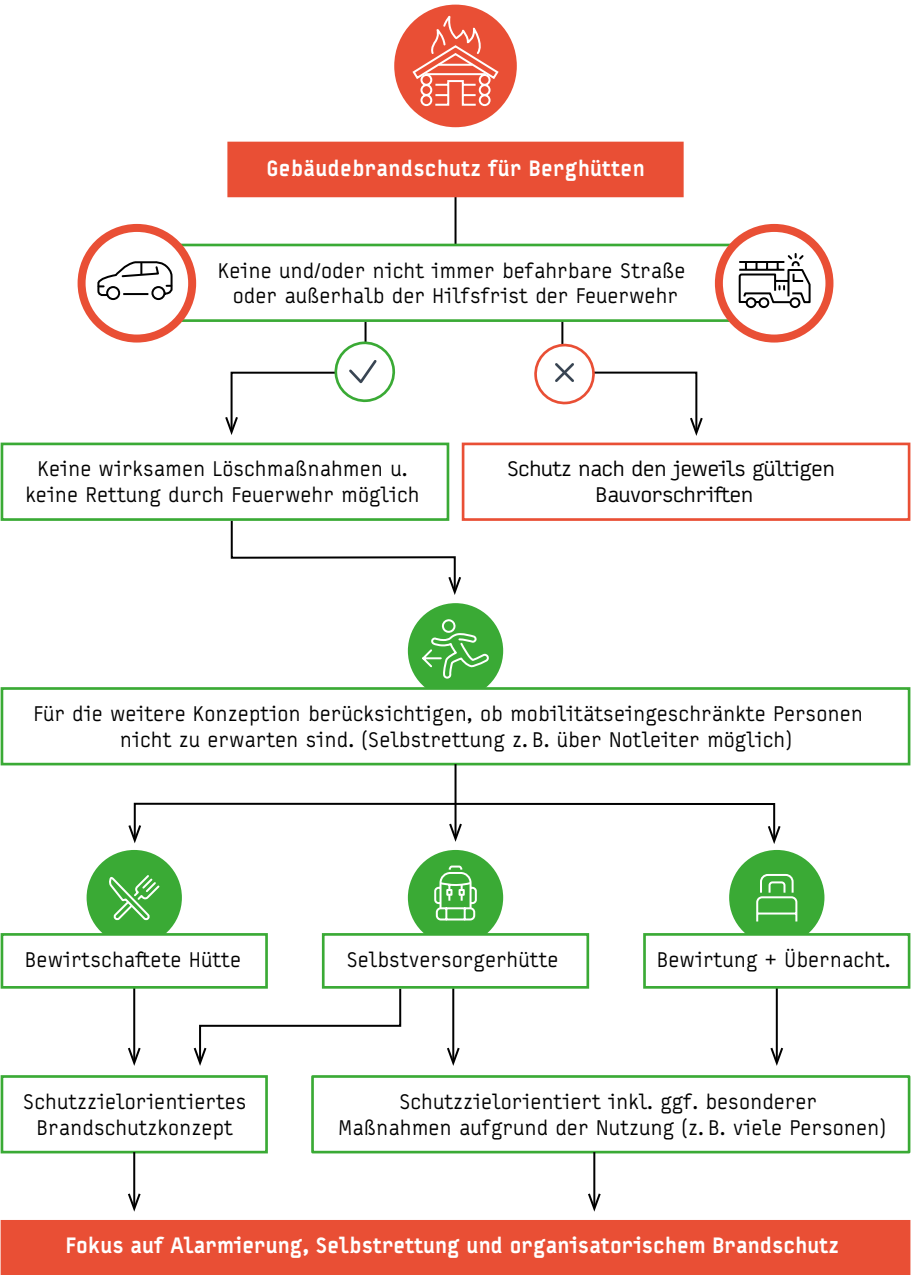 Gebäudebrandschutz für Berghütten
Keine und/oder nicht immer befahrbare Straße
oder außerhalb der Hilfsfrist der Feuerwehr
Keine wirksamen Löschmaßnahmen u.
keine Rettung durch Feuerwehr möglich
Schutz nach den jeweils gültigen
Bauvorschriften
Für die weitere Konzeption berücksichtigen, ob mobilitätseingeschränkte Personen
nicht zu erwarten sind. (Selbstrettung z. B. über Notleiter möglich)
Bewirtschaftete Hütte
Selbstversorgerhütte
Bewirtung + Übernacht.
Schutzzielorientiertes
Brandschutzkonzept
Schutzzielorientiert inkl. ggf. besonderer
Maßnahmen aufgrund der Nutzung (z. B. viele Personen)
Fokus auf Alarmierung, Selbstrettung und organisatorischem Brandschutz